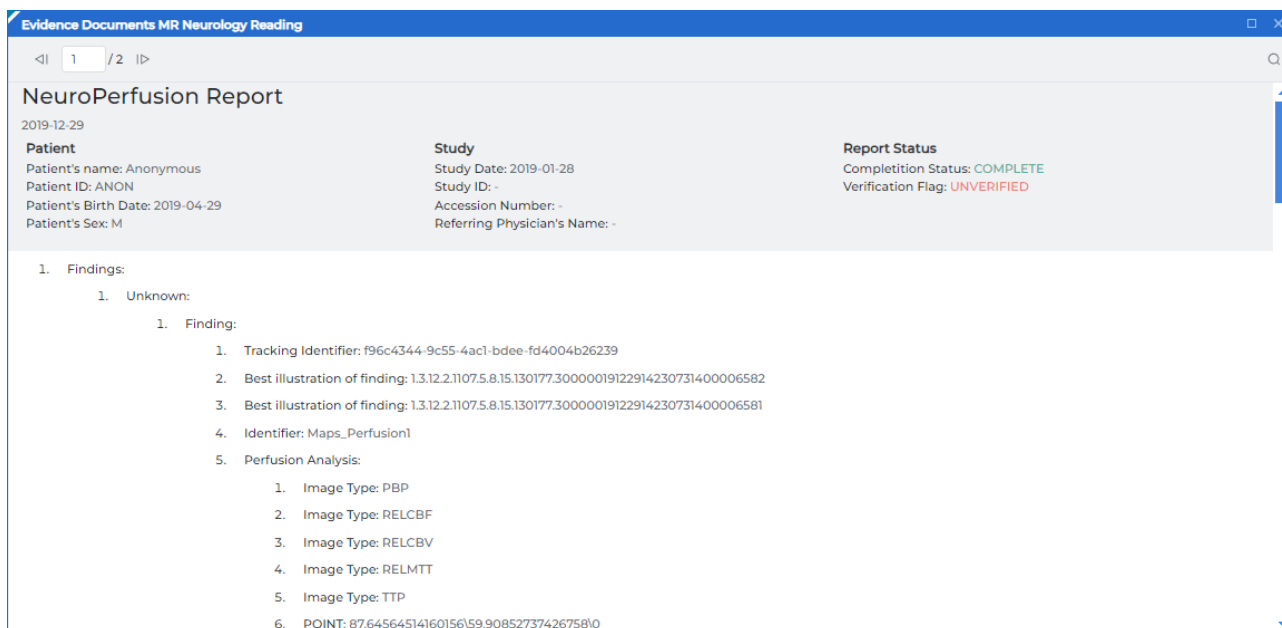 Evidence Documents MR Neurology Reading
1 / 2
NeuroPerfusion Report
2019-12-29
Patient Study Report Status
Patient's name: Anonymous Study Date: 2019-01-28 Completition Status: COMPLETE
Patient ID: ANON Study ID: - Verification Flag: UNVERIFIED
Patient's Birth Date: 2019-04-29 Accession Number: -
Patient's Sex: M Referring Physician's Name: -
1. Findings:
1. Unknown:
1. Finding:
1. Tracking Identifier: f96c4344-9c55-4ac1-bdee-fd4004b26239
2. Best illustration of finding: 1.3.12.2.1107.5.8.15.130177.30000019122914230731400006582
3. Best illustration of finding: 1.3.12.2.1107.5.8.15.130177.30000019122914230731400006581
4. Identifier: Maps_Perfusion1
5. Perfusion Analysis:
1. Image Type: PBP
2. Image Type: RELCBF
3. Image Type: RELCBV
4. Image Type: RELMTT
5. Image Type: TTP
6. POINT: 87.64564514160156\59.90852737426758\0